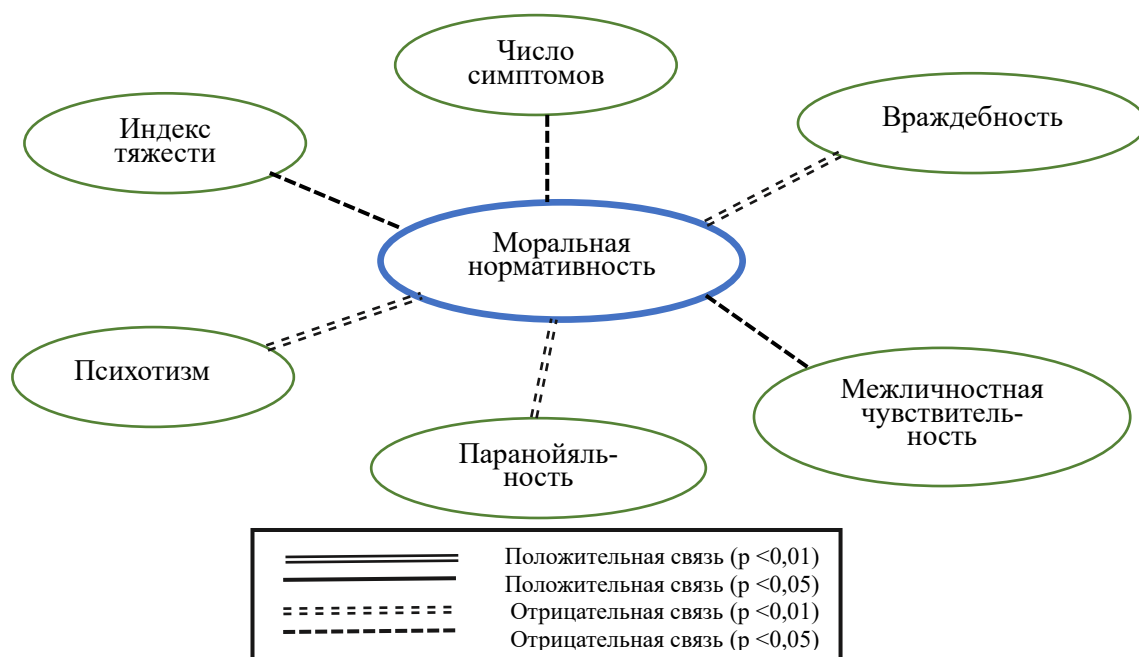 Число
симптомов
Враждебность
Индекс
тяжести
Моральная
нормативность
Психотизм
Межличностная
чувствитель-
ность
Паранойяль-
ность
Положительная связь (p <0,01)
Положительная связь (p <0,05)
Отрицательная связь (p <0,01)
Отрицательная связь (p <0,05)